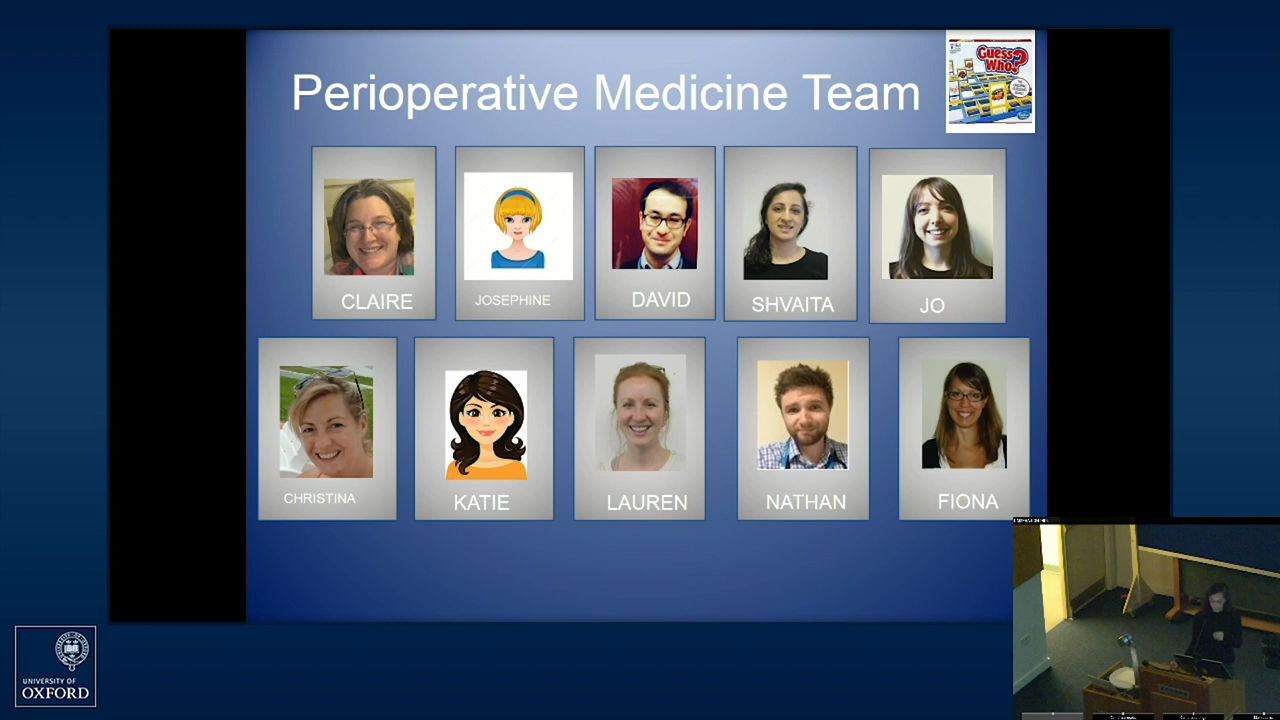 Perioperative Medicine Team
GUESS
WHO?
CLAIRE
JOSEPHINE
DAVID
SHVAITA
JO
CHRISTINA
KATIE
LAUREN
NATHAN
FIONA
UNIVERSITY OF
OXFORD